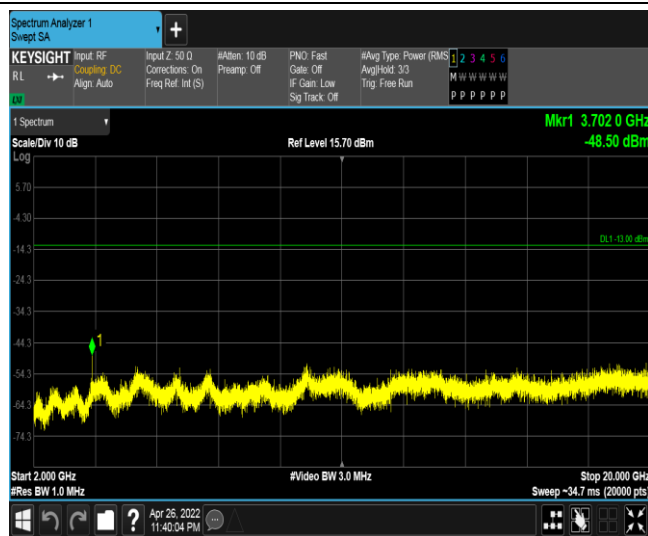 Spectrum Analyzer 1
Swept SA
+
KEYSIGHT Input: RF Input Z: 50 Ω #Atten: 10 dB PNO: Fast #Avg Type: Power (RMS 1 2 3 4 5 6
RL Coupling: DC Corrections: On Preamp: Off Gate: Off Avg|Hold: 3/3 M W W W W W
Align: Auto Freq Ref: Int (S) IF Gain: Low Trig: Free Run
LXI Sig Track: Off P P P P P P
1 Spectrum Mkr1 3.702 0 GHz
Scale/Div 10 dB Ref Level 15.70 dBm -48.50 dBm
Log
5.70
-4.30
DL1 -13.00 dBm
-14.3
-24.3
-34.3
1
-44.3
-54.3
-64.3
-74.3
Start 2.000 GHz #Video BW 3.0 MHz Stop 20.000 GHz
#Res BW 1.0 MHz Sweep ~34.7 ms (20000 pts)
? Apr 26, 2022
11:40:04 PM